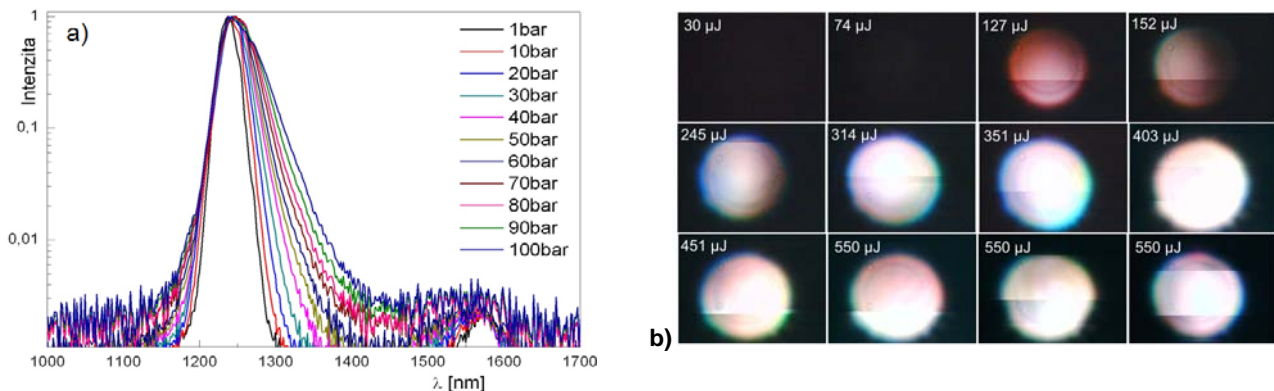 a)
Intenzita
1
0,1
0,01
1bar
10bar
20bar
30bar
40bar
50bar
60bar
70bar
80bar
90bar
100bar
1000 1100 1200 1300 1400 1500 1600 1700
λ [nm]
b)
30 µJ 74 µJ 127 µJ 152 µJ
245 µJ 314 µJ 351 µJ 403 µJ
451 µJ 550 µJ 550 µJ 550 µJ